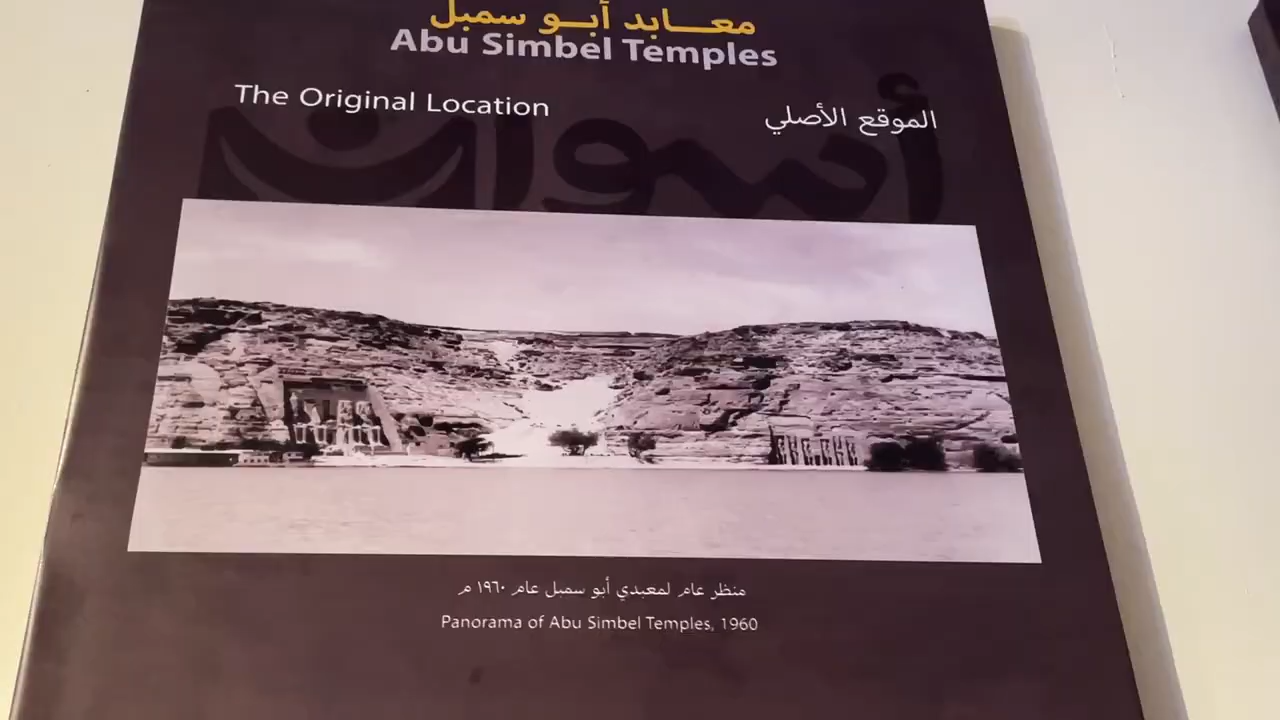 معابد أبو سمبل
Abu Simbel Temples
The Original Location
الموقع الأصلي
أسوان
منظر عام لمعبدي أبو سمبل عام ١٩٦٠ م
Panorama of Abu Simbel Temples, 1960